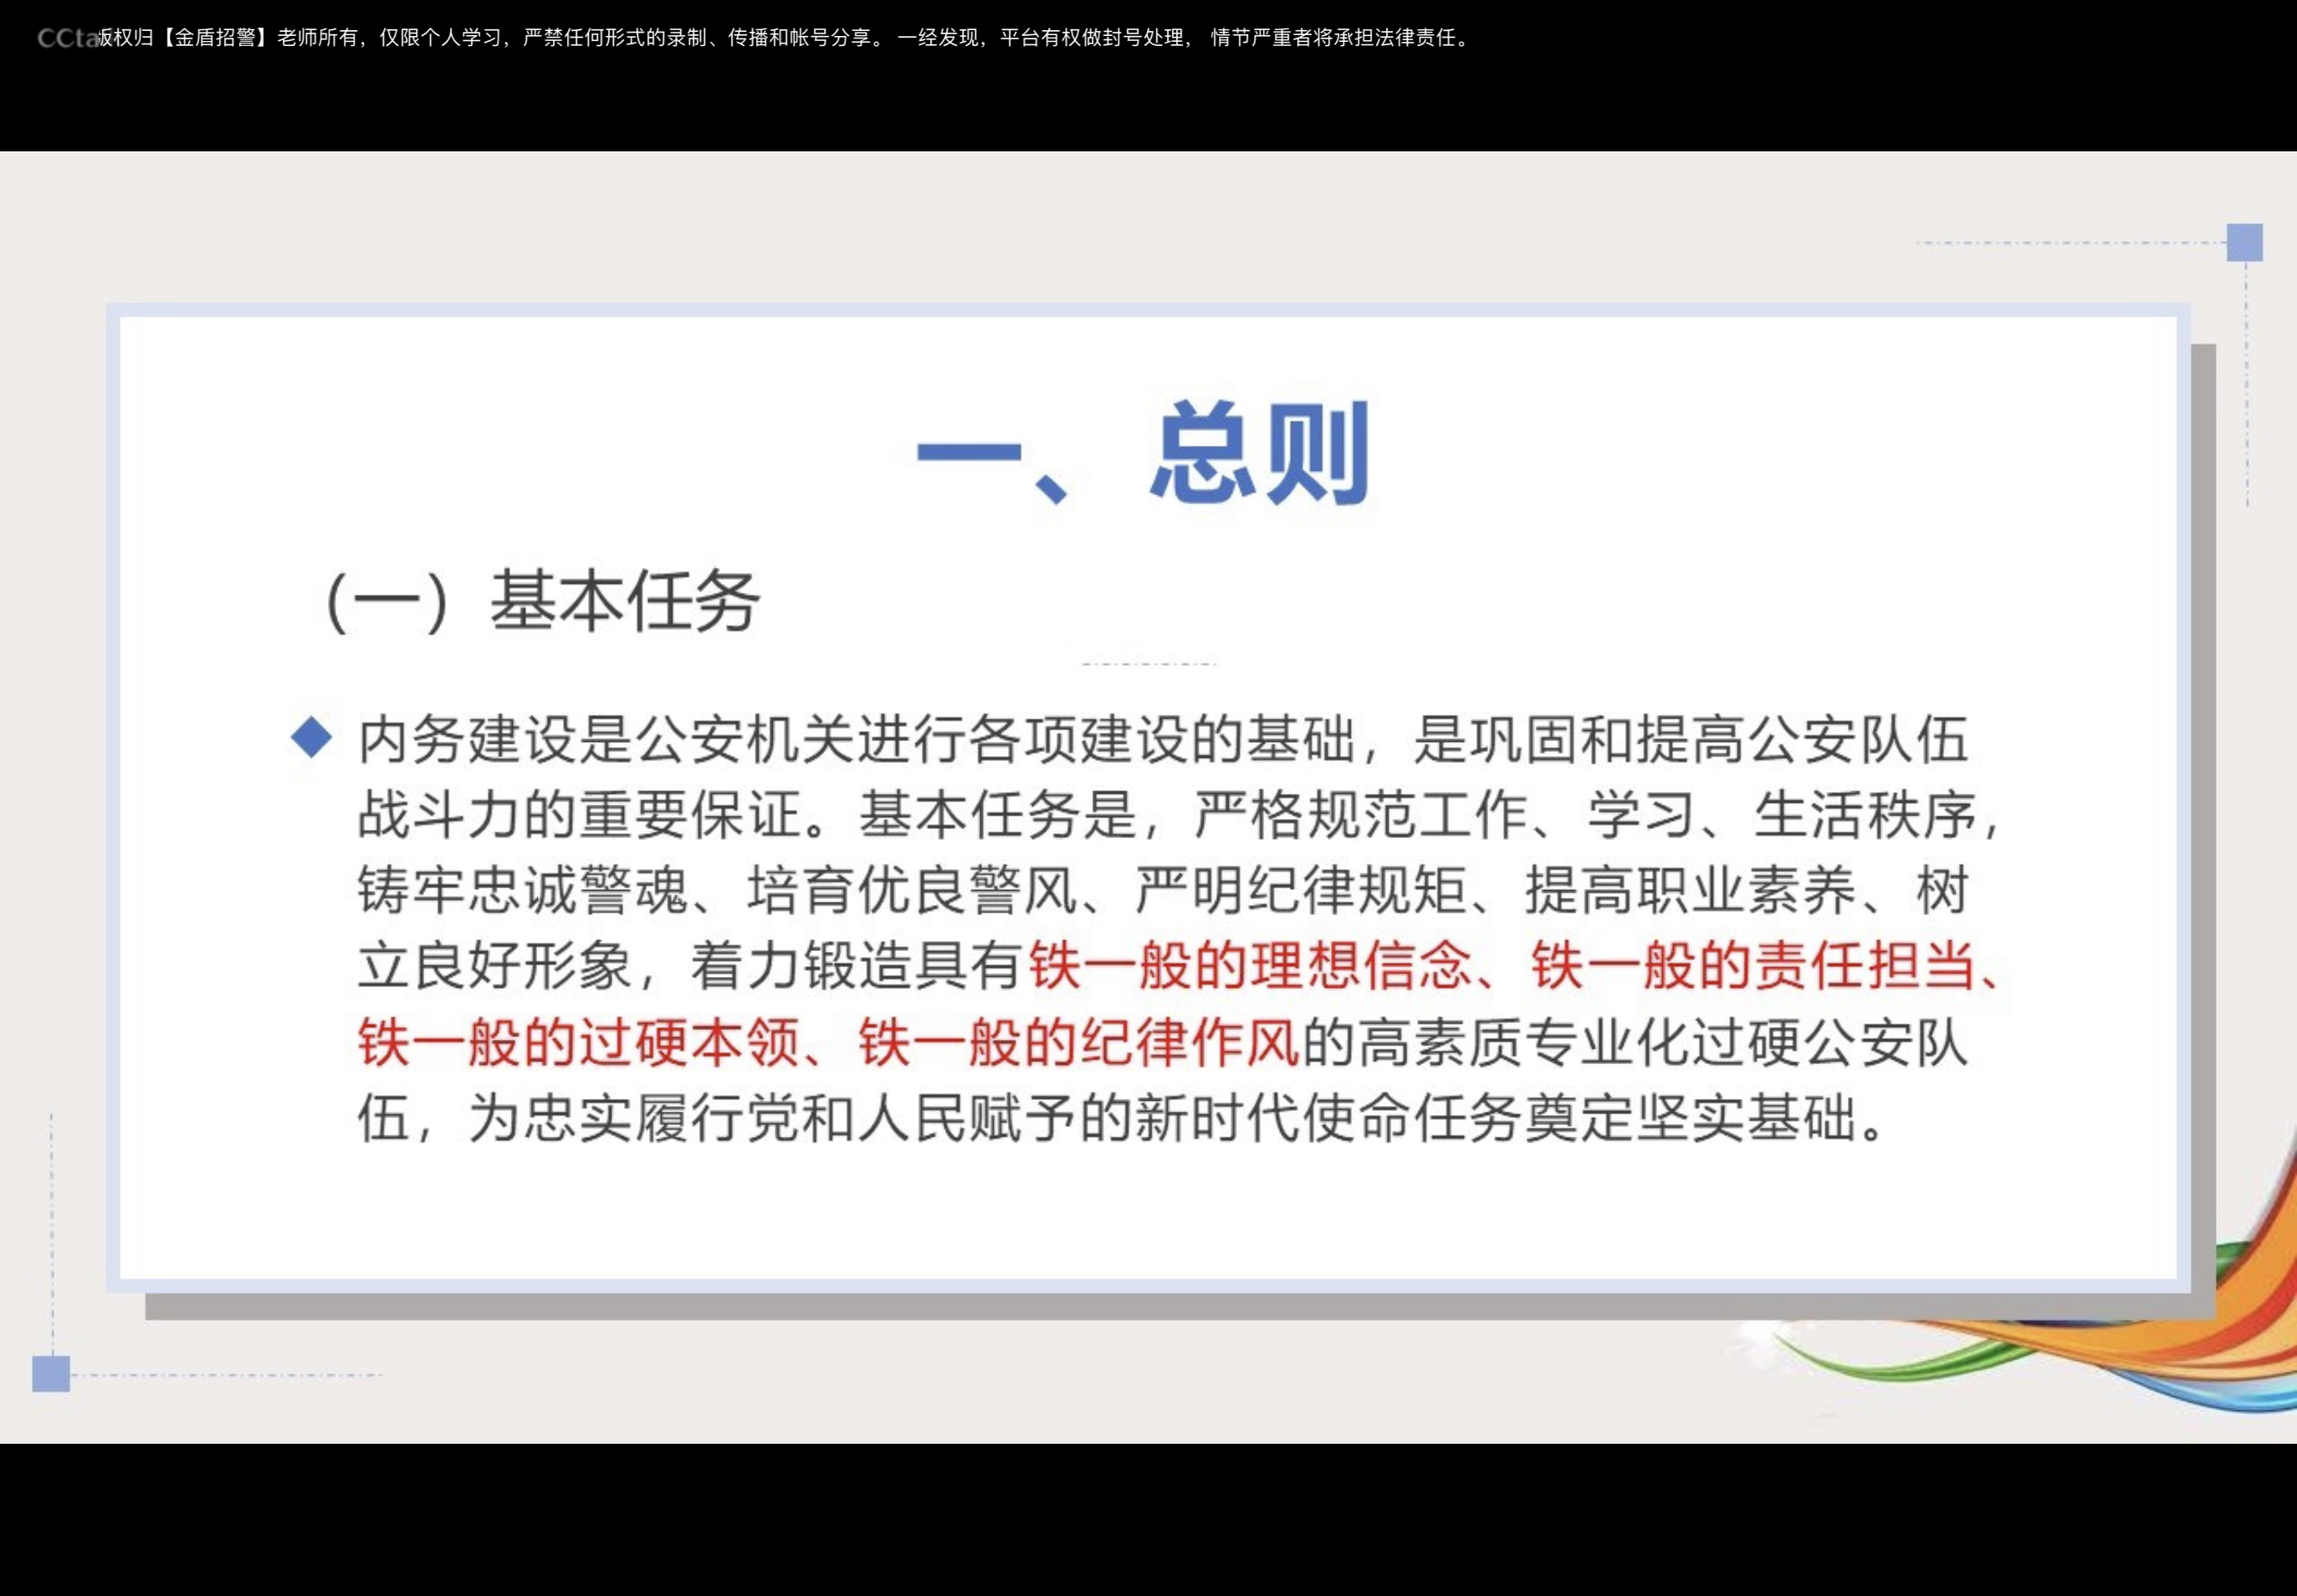 CCta版权归【金盾招警】老师所有，仅限个人学习，严禁任何形式的录制、传播和帐号分享。 一经发现，平台有权做封号处理， 情节严重者将承担法律责任。
一、总则
(一) 基本任务
内务建设是公安机关进行各项建设的基础，是巩固和提高公安队伍
战斗力的重要保证。基本任务是，严格规范工作、学习、生活秩序，
铸牢忠诚警魂、培育优良警风、严明纪律规矩、提高职业素养、树
立良好形象，着力锻造具有铁一般的理想信念、铁一般的责任担当、
铁一般的过硬本领、铁一般的纪律作风的高素质专业化过硬公安队
伍，为忠实履行党和人民赋予的新时代使命任务奠定坚实基础。